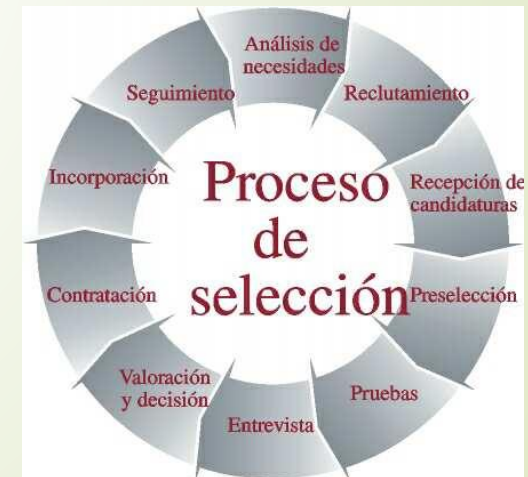 Proceso
de
selección
Análisis de
necesidades
Reclutamiento
Recepción de
candidaturas
Preselección
Pruebas
Entrevista
Valoración
y decisión
Contratación
Incorporación
Seguimiento